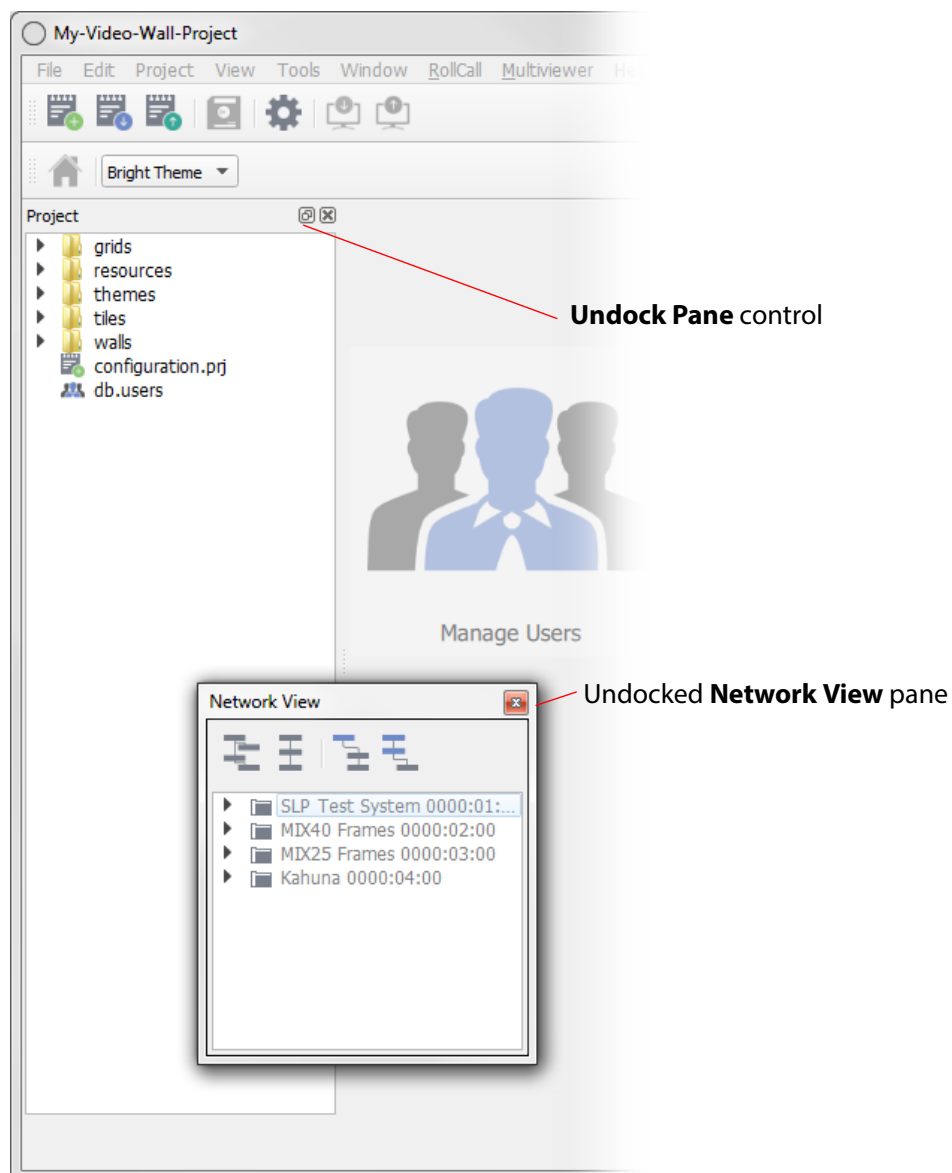 My-Video-Wall-Project
File Edit Project View Tools Window RollCall Multiviewer
Bright Theme
Project
grids
resources
themes
tiles
walls
configuration.prj
db.users
Undock Pane control
Manage Users
Undocked Network View pane
Network View
SLP Test System 0000:01:...
MIX40 Frames 0000:02:00
MIX25 Frames 0000:03:00
Kahuna 0000:04:00